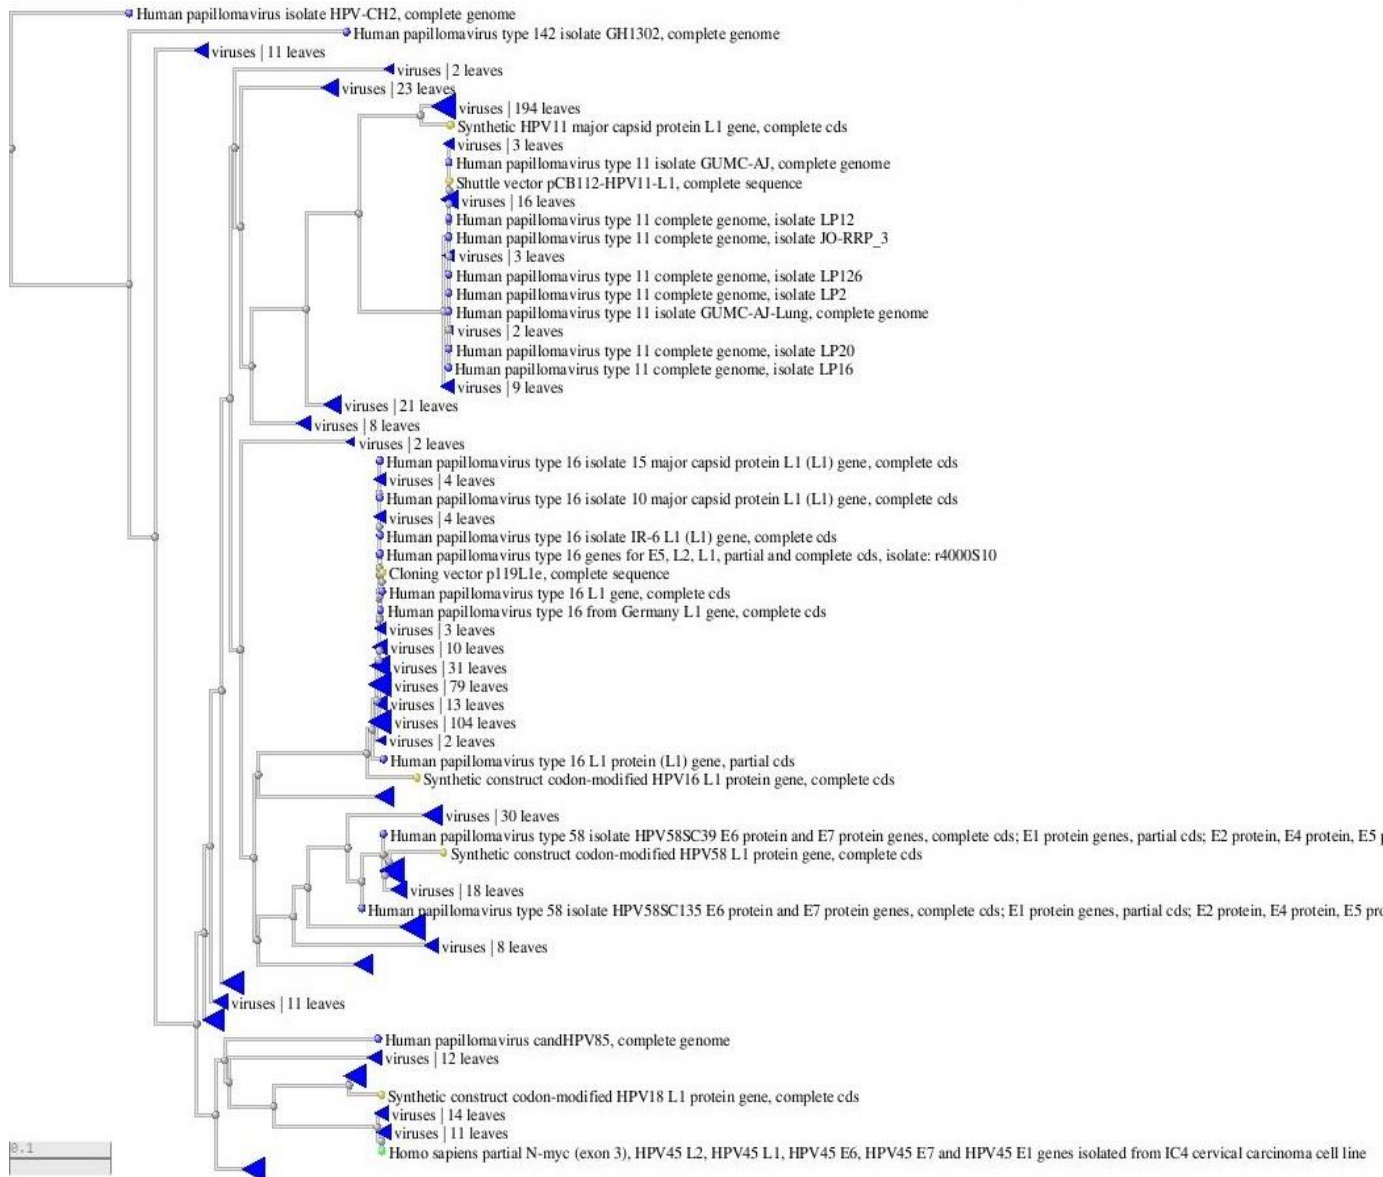 Human papillomavirus isolate HPV-CH2, complete genome
Human papillomavirus type 142 isolate GH1302, complete genome
viruses | 11 leaves
viruses | 2 leaves
viruses | 23 leaves
viruses | 194 leaves
Synthetic HPV11 major capsid protein L1 gene, complete cds
viruses | 3 leaves
Human papillomavirus type 11 isolate GUMC-AJ, complete genome
Shuttle vector pCB112-HPV11-L1, complete sequence
viruses | 16 leaves
Human papillomavirus type 11 complete genome, isolate LP12
Human papillomavirus type 11 complete genome, isolate JO-RRP_3
viruses | 3 leaves
Human papillomavirus type 11 complete genome, isolate LP126
Human papillomavirus type 11 complete genome, isolate LP2
Human papillomavirus type 11 isolate GUMC-AJ-Lung, complete genome
viruses | 2 leaves
Human papillomavirus type 11 complete genome, isolate LP20
Human papillomavirus type 11 complete genome, isolate LP16
viruses | 9 leaves
viruses | 21 leaves
viruses | 8 leaves
viruses | 2 leaves
Human papillomavirus type 16 isolate 15 major capsid protein L1 (L1) gene, complete cds
viruses | 4 leaves
Human papillomavirus type 16 isolate 10 major capsid protein L1 (L1) gene, complete cds
viruses | 4 leaves
Human papillomavirus type 16 isolate IR-6 L1 (L1) gene, complete cds
Human papillomavirus type 16 genes for E5, L2, L1, partial and complete cds, isolate: r4000S10
Cloning vector p119L1e, complete sequence
Human papillomavirus type 16 L1 gene, complete cds
Human papillomavirus type 16 from Germany L1 gene, complete cds
viruses | 3 leaves
viruses | 10 leaves
viruses | 31 leaves
viruses | 79 leaves
viruses | 13 leaves
viruses | 104 leaves
viruses | 2 leaves
Human papillomavirus type 16 L1 protein (L1) gene, partial cds
Synthetic construct codon-modified HPV16 L1 protein gene, complete cds
viruses | 30 leaves
Human papillomavirus type 58 isolate HPV58SC39 E6 protein and E7 protein genes, complete cds; E1 protein genes, partial cds; E2 protein, E4 protein, E5 p
Synthetic construct codon-modified HPV58 L1 protein gene, complete cds
viruses | 18 leaves
Human papillomavirus type 58 isolate HPV58SC135 E6 protein and E7 protein genes, complete cds; E1 protein genes, partial cds; E2 protein, E4 protein, E5 pro
viruses | 8 leaves
viruses | 11 leaves
Human papillomavirus candHPV85, complete genome
viruses | 12 leaves
Synthetic construct codon-modified HPV18 L1 protein gene, complete cds
viruses | 14 leaves
viruses | 11 leaves
0.1
Homo sapiens partial N-myc (exon 3), HPV45 L2, HPV45 L1, HPV45 E6, HPV45 E7 and HPV45 E1 genes isolated from IC4 cervical carcinoma cell line